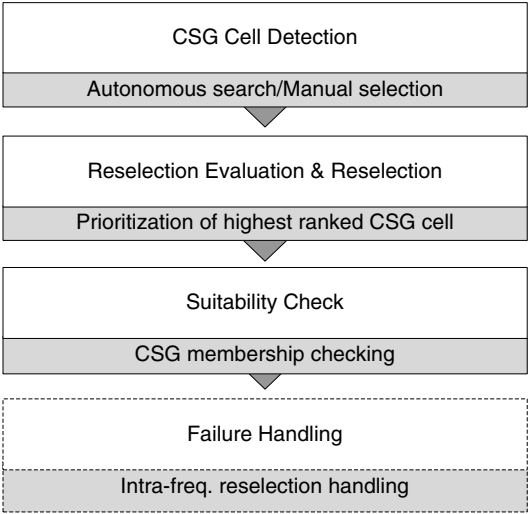 CSG Cell Detection
Autonomous search/Manual selection
Reselection Evaluation & Reselection
Prioritization of highest ranked CSG cell
Suitability Check
CSG membership checking
Failure Handling
Intra-freq. reselection handling